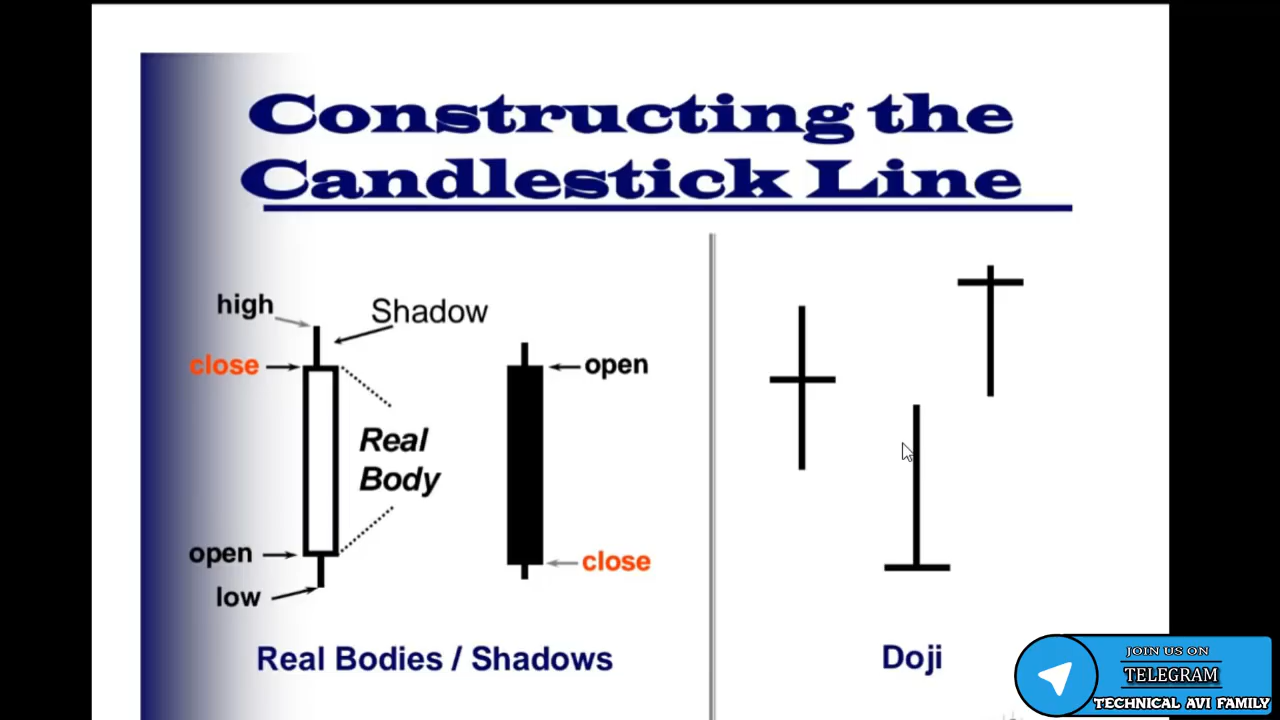 Constructing the
Candlestick Line
high
Shadow
close
open
Real
Body
open
close
low
Real Bodies / Shadows
Doji
JOIN US ON
TELEGRAM
TECHNICAL AVI FAMILY